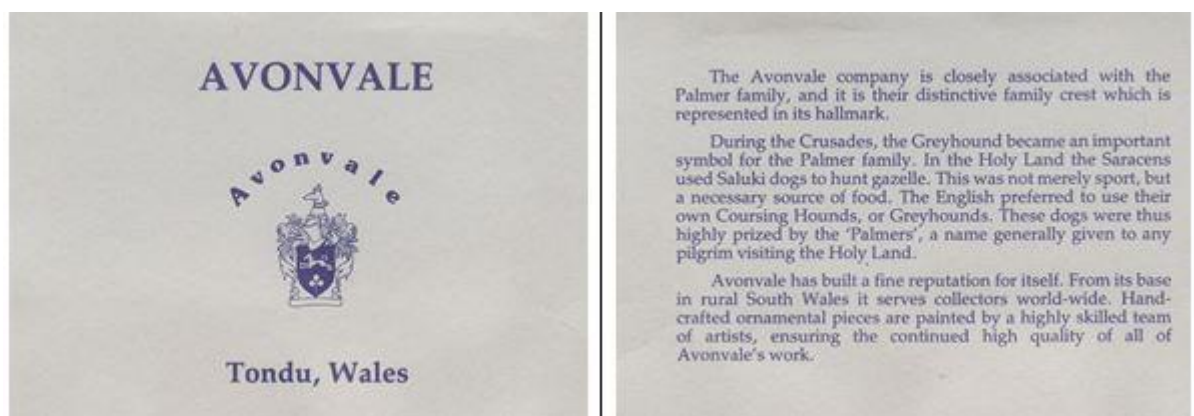 AVONVALE
Avonvale
Tondu, Wales
The Avonvale company is closely associated with the
Palmer family, and it is their distinctive family crest which is
represented in its hallmark.
During the Crusades, the Greyhound became an important
symbol for the Palmer family. In the Holy Land the Saracens
used Saluki dogs to hunt gazelle. This was not merely sport, but
a necessary source of food. The English preferred to use their
own Coursing Hounds, or Greyhounds. These dogs were thus
highly prized by the 'Palmers', a name generally given to any
pilgrim visiting the Holy Land.
Avonvale has built a fine reputation for itself. From its base
in rural South Wales it serves collectors world-wide. Hand-
crafted ornamental pieces are painted by a highly skilled team
of artists, ensuring the continued high quality of all of
Avonvale's work.